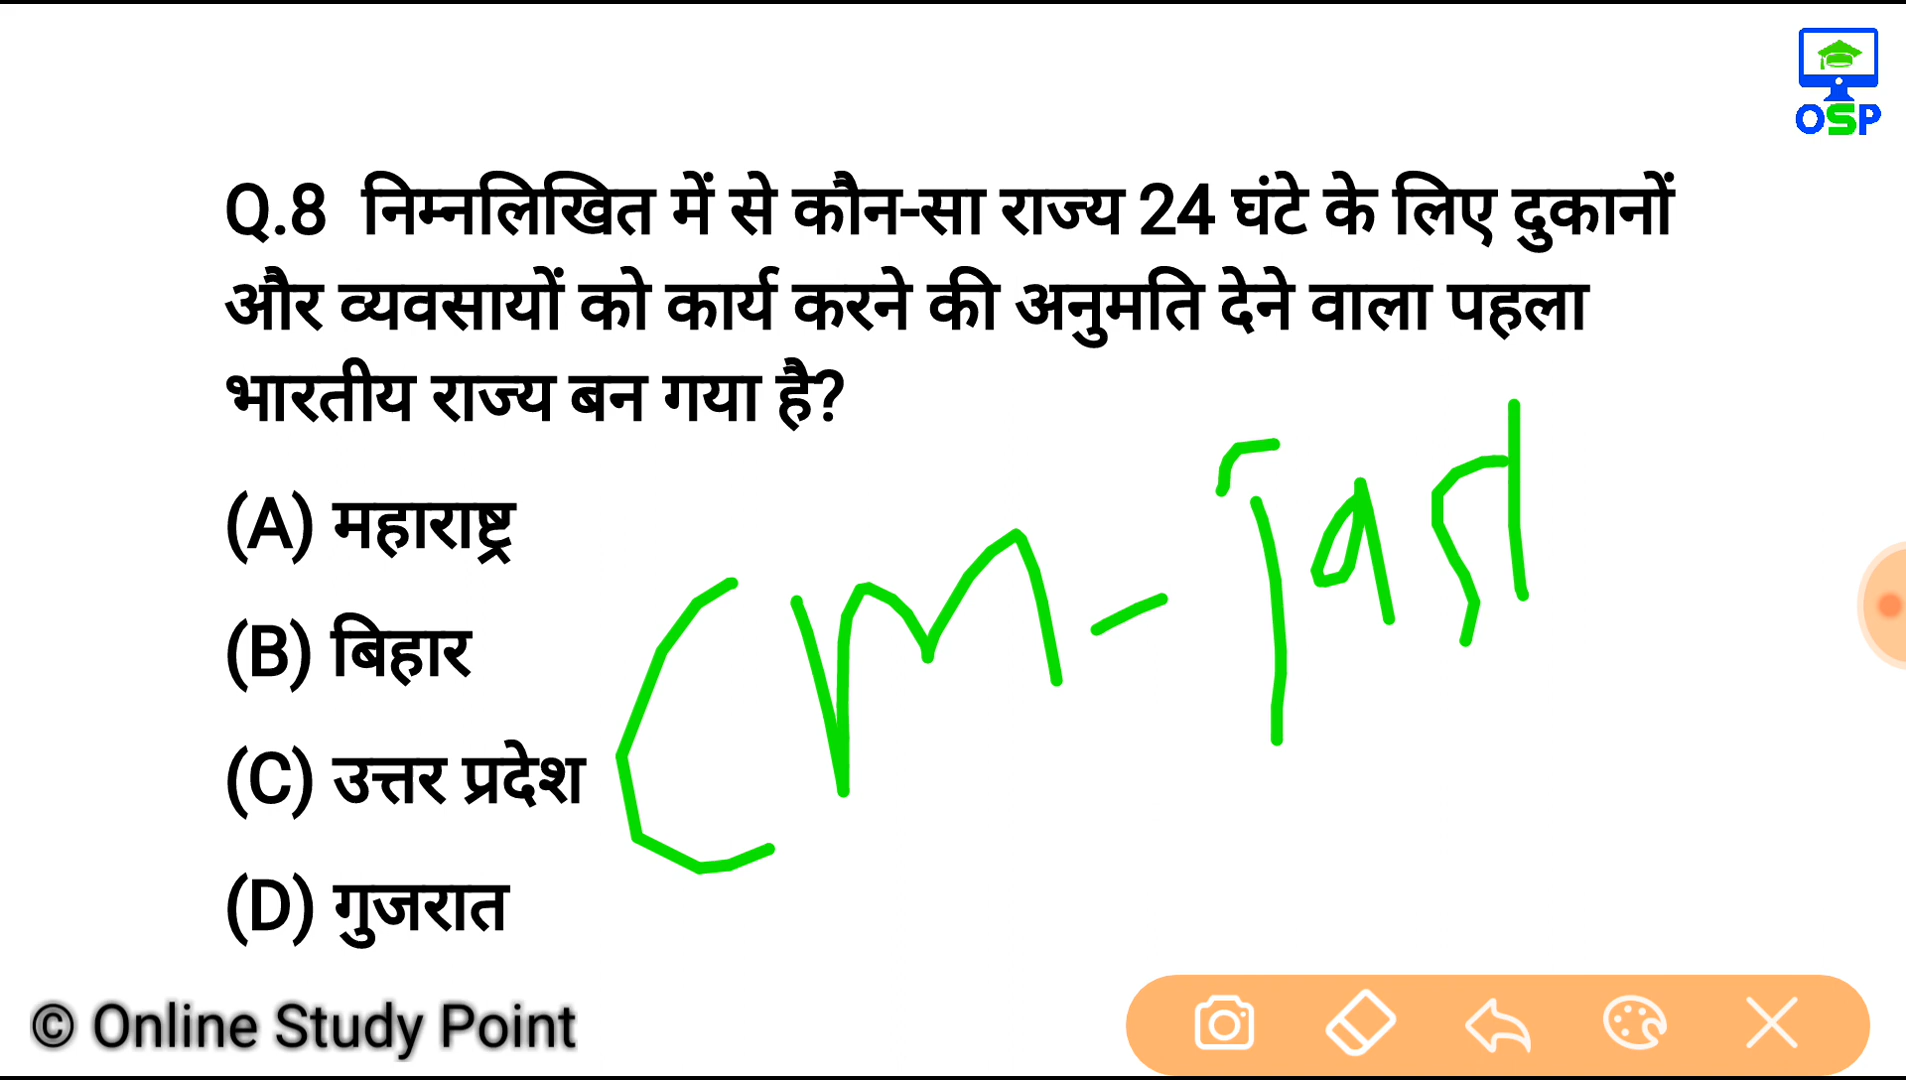 OSP
Q.8 निम्नलिखित में से कौन-सा राज्य 24 घंटे के लिए दुकानों
और व्यवसायों को कार्य करने की अनुमति देने वाला पहला
भारतीय राज्य बन गया है?
(A) महाराष्ट्र
(B) बिहार
(C) उत्तर प्रदेश
(D) गुजरात
cm -
© Online Study Point